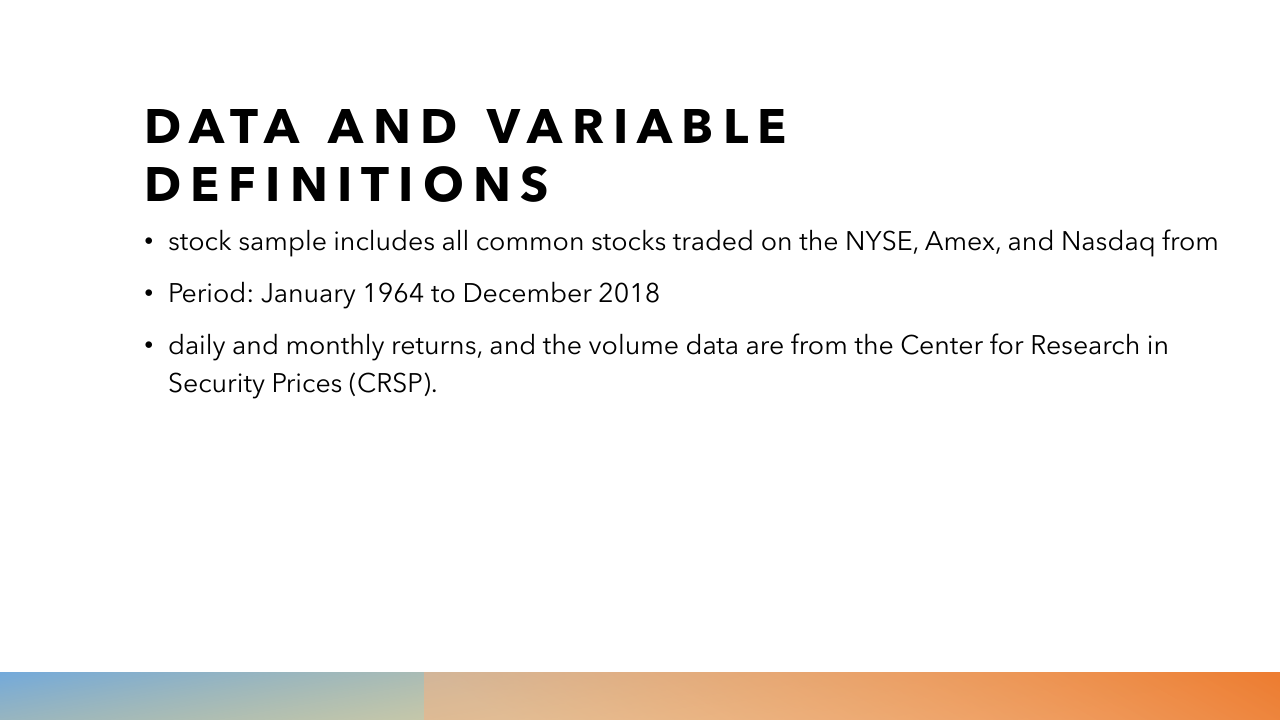 DATA AND VARIABLE
DEFINITIONS
• stock sample includes all common stocks traded on the NYSE, Amex, and Nasdaq from
• Period: January 1964 to December 2018
• daily and monthly returns, and the volume data are from the Center for Research in
Security Prices (CRSP).